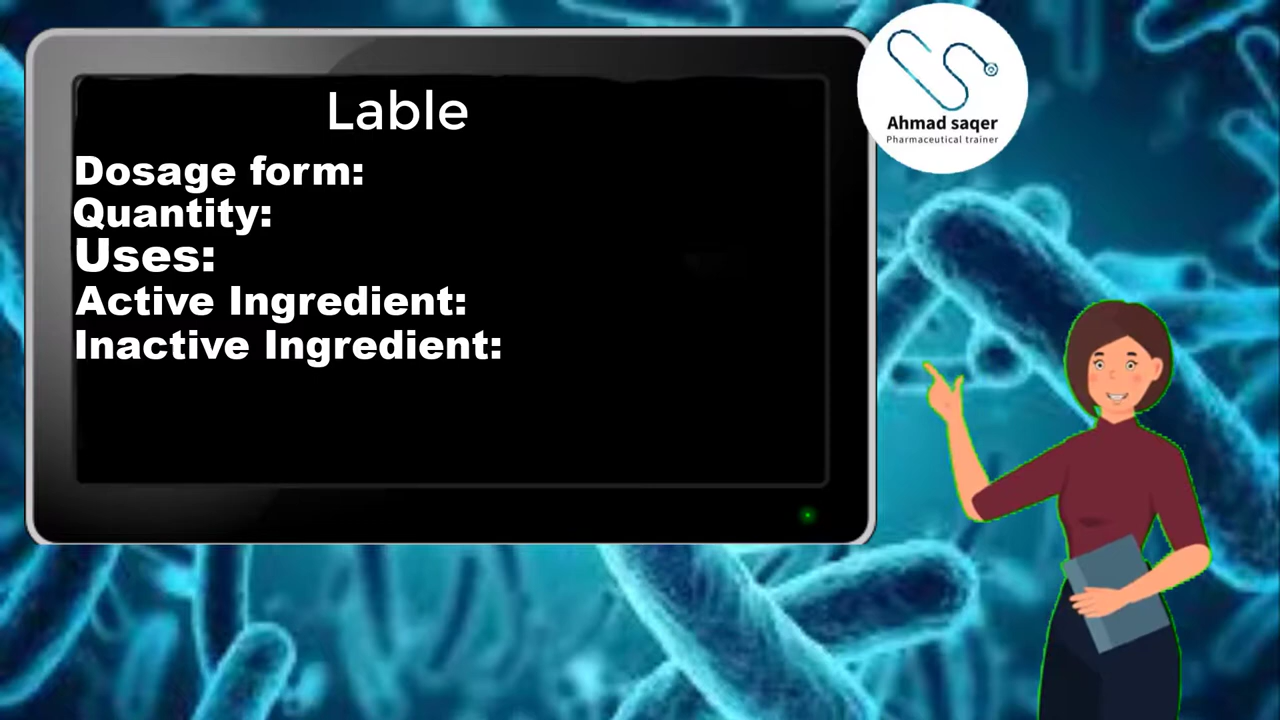 Lable
Dosage form:
Quantity:
Uses:
Active Ingredient:
Inactive Ingredient:
Ahmad saqer
Pharmaceutical trainer